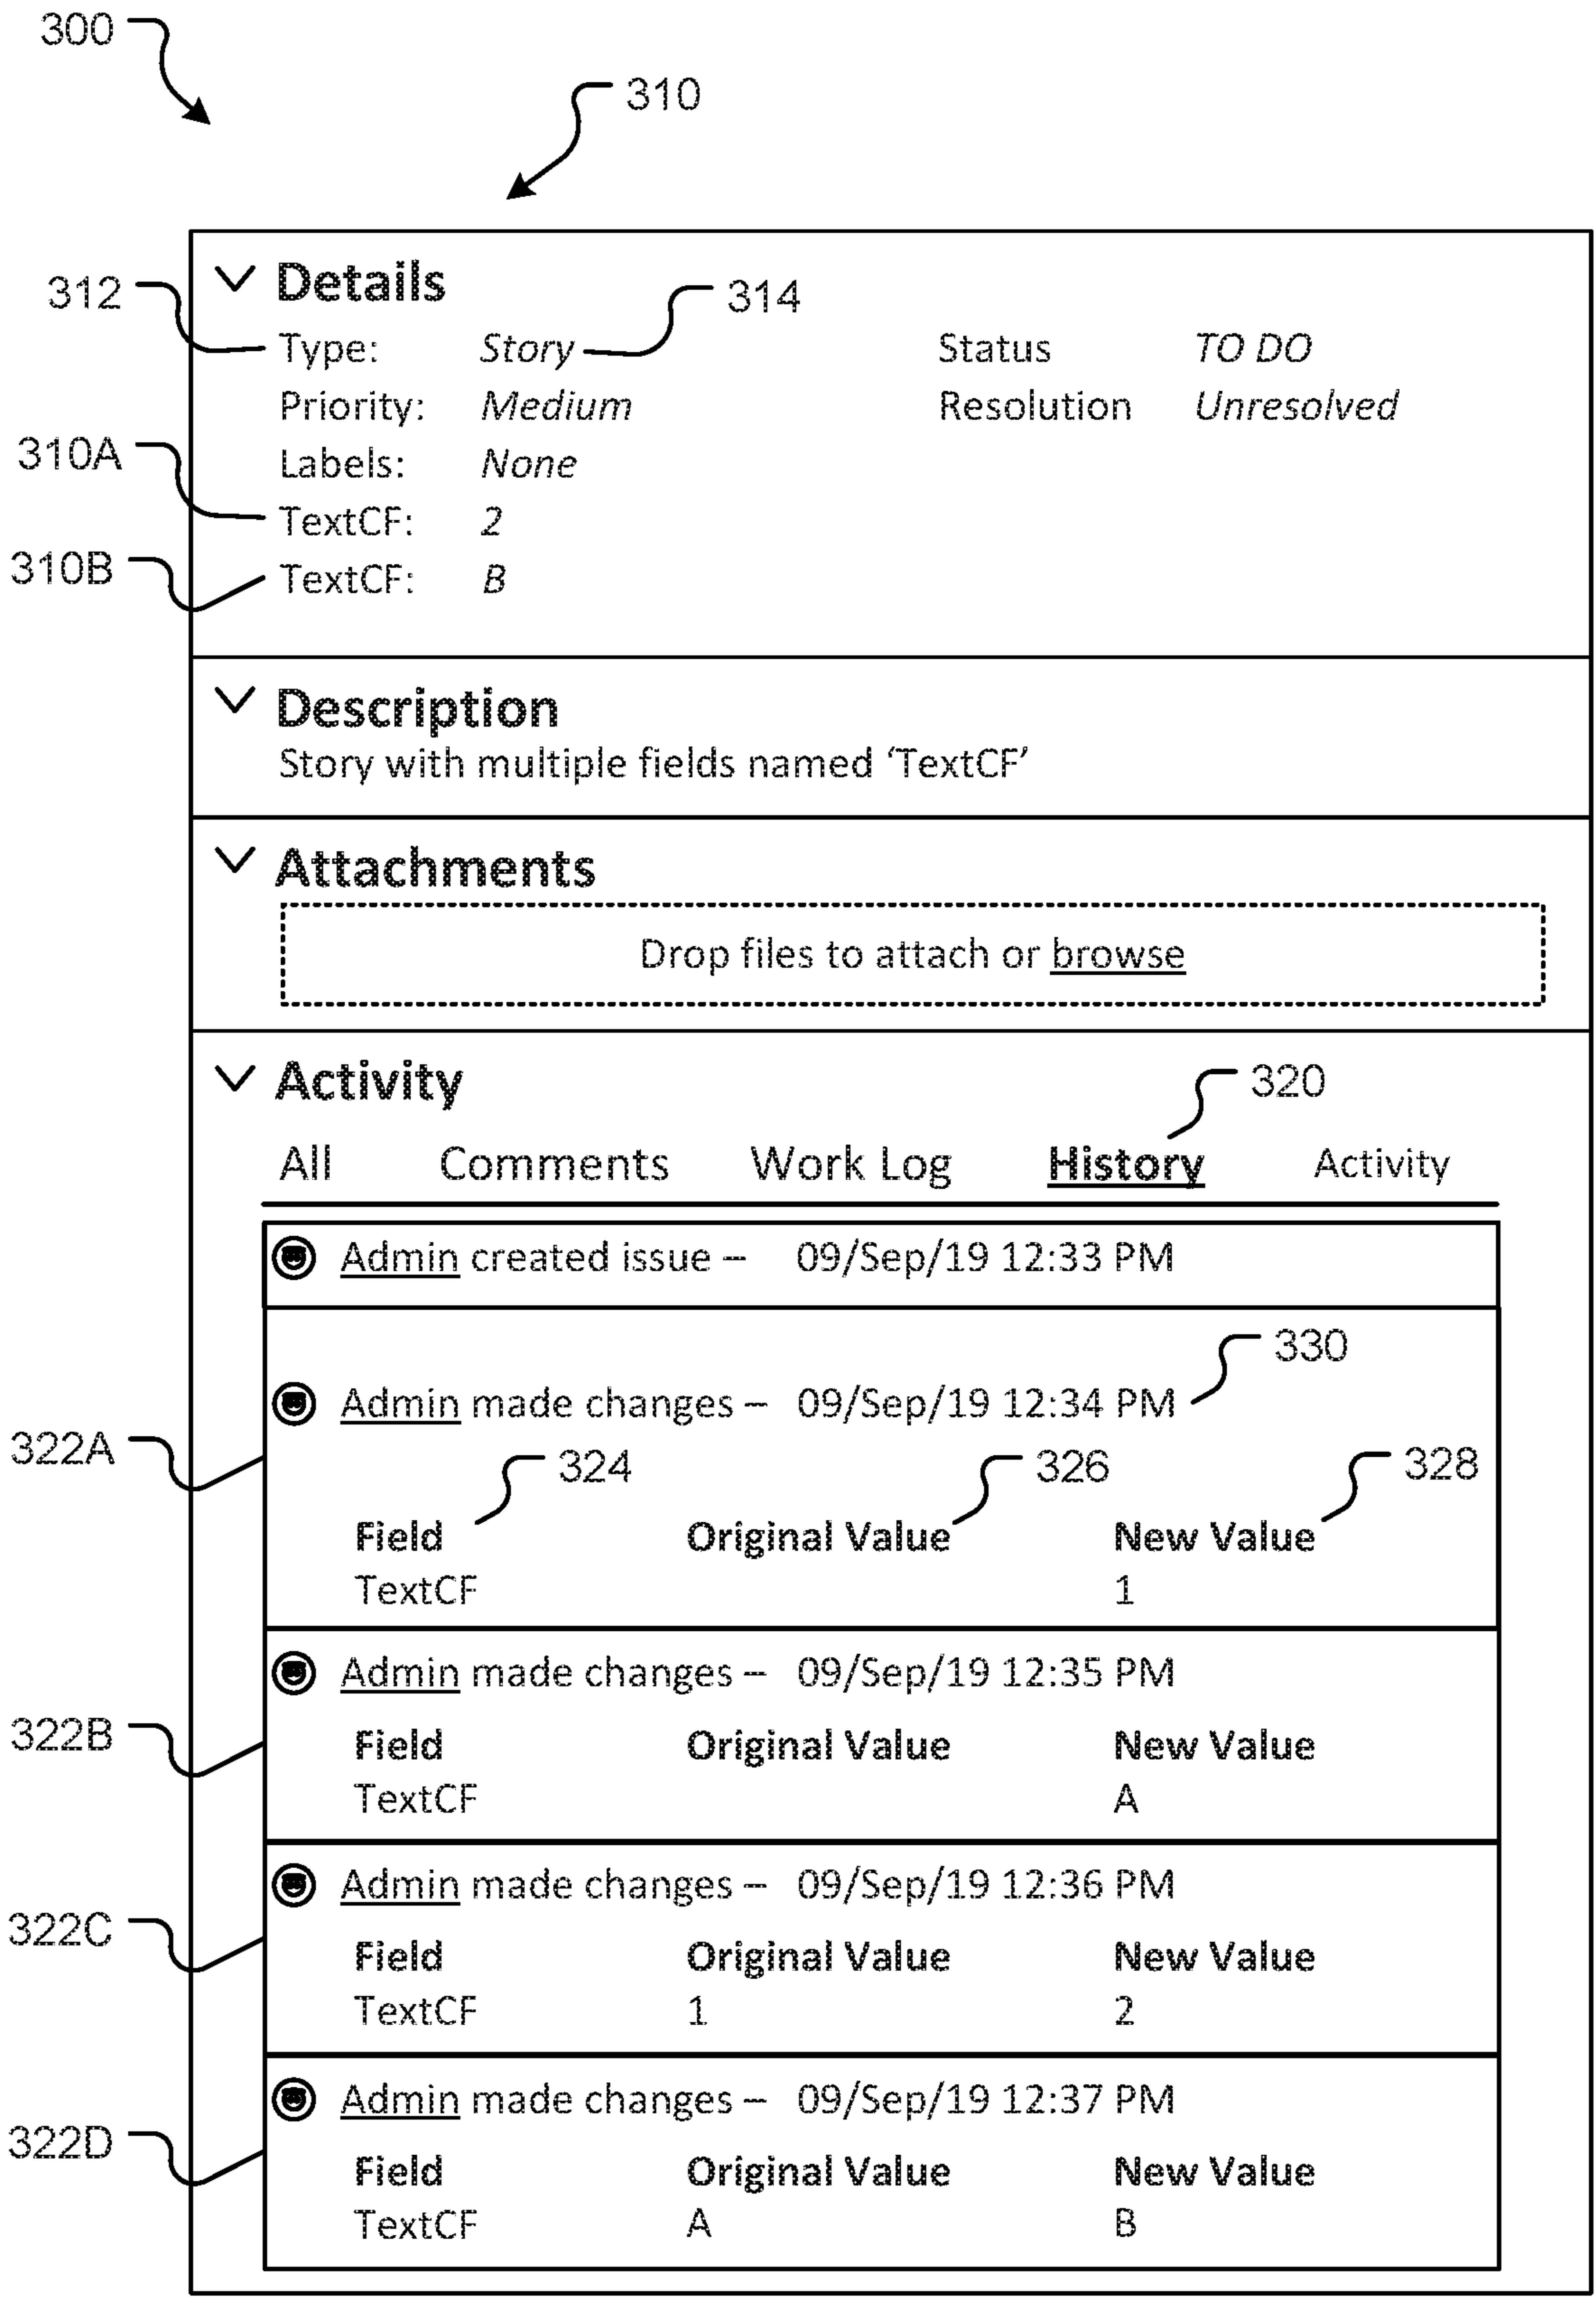 300
310
Details
312
314
Type: Story Status TO DO
Priority: Medium Resolution Unresolved
310A
Labels: None
TextCF: 2
310B
TextCF: B
Description
Story with multiple fields named ‘TextCF’
Attachments
Drop files to attach or browse
Activity
320
All Comments Work Log History Activity
Admin created issue – 09/Sep/19 12:33 PM
330
Admin made changes – 09/Sep/19 12:34 PM
322A
324 326 328
Field Original Value New Value
TextCF 1
Admin made changes – 09/Sep/19 12:35 PM
322B
Field Original Value New Value
TextCF A
Admin made changes – 09/Sep/19 12:36 PM
322C
Field Original Value New Value
TextCF 1 2
Admin made changes – 09/Sep/19 12:37 PM
322D
Field Original Value New Value
TextCF A B